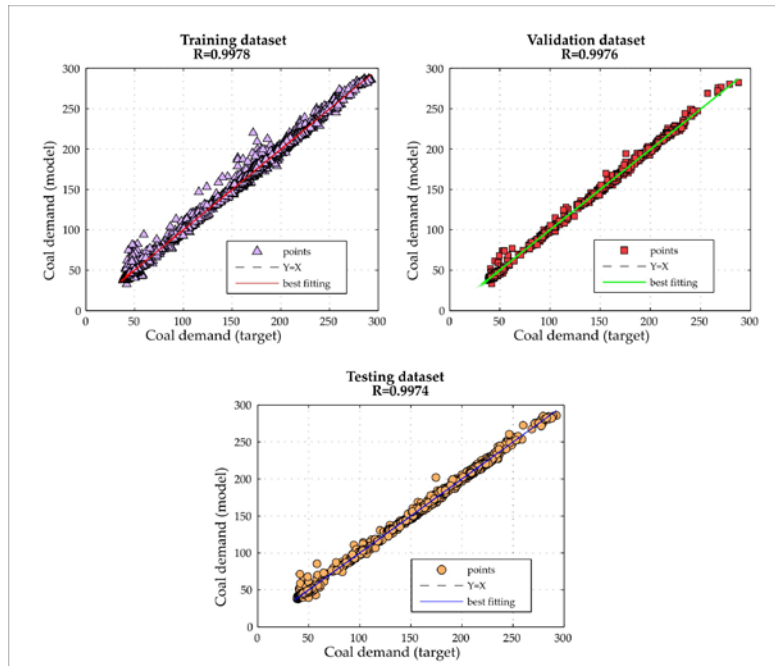 Training dataset
R=0.9978
300
250
200
150
100
50
0
Coal demand (model)
points
Y=X
best fitting
0 50 100 150 200 250 300
Coal demand (target)
Validation dataset
R=0.9976
300
250
200
150
100
50
0
Coal demand (model)
points
Y=X
best fitting
0 50 100 150 200 250 300
Coal demand (target)
Testing dataset
R=0.9974
300
250
200
150
100
50
0
Coal demand (model)
points
Y=X
best fitting
0 50 100 150 200 250 300
Coal demand (target)